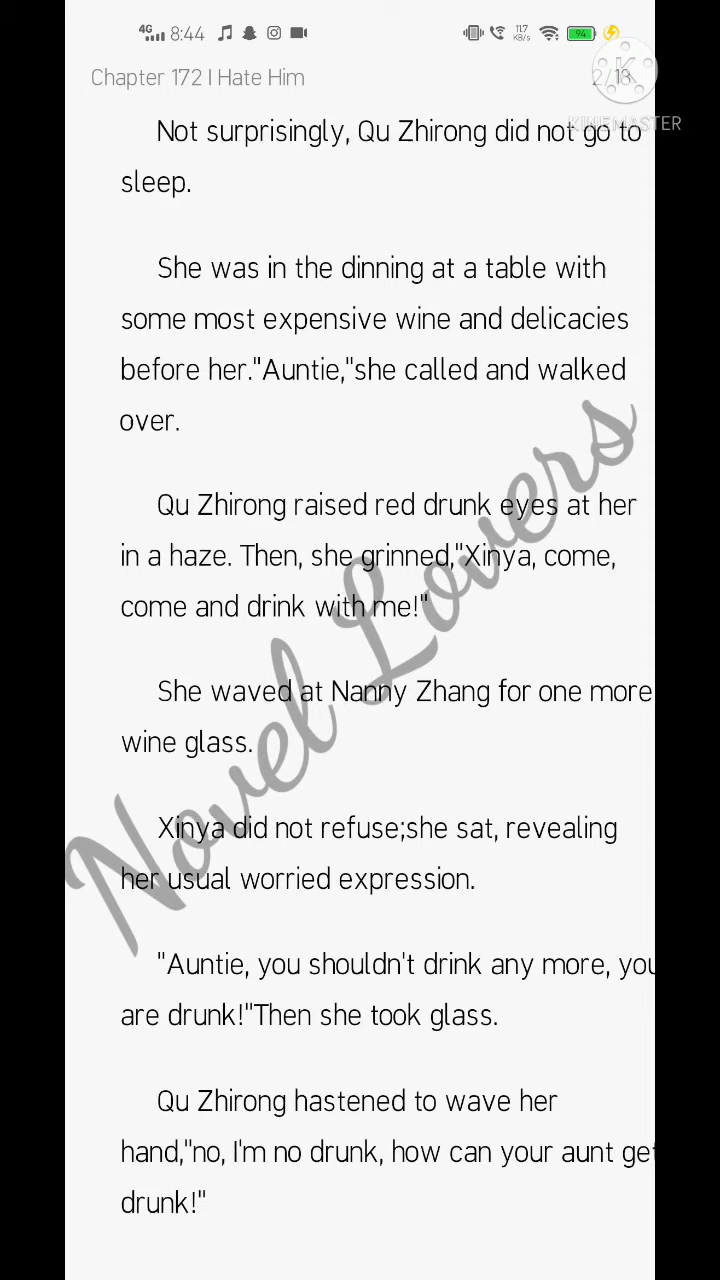 4G 8:44 11.7 KB/s 94
Chapter 172 I Hate Him 2/18
KINEMASTER
Not surprisingly, Qu Zhirong did not go to
sleep.
She was in the dinning at a table with
some most expensive wine and delicacies
before her."Auntie,"she called and walked
over.
Qu Zhirong raised red drunk eyes at her
in a haze. Then, she grinned,"Xinya, come,
come and drink with me!"
She waved at Nanny Zhang for one more
wine glass.
Xinya did not refuse;she sat, revealing
her usual worried expression.
"Auntie, you shouldn't drink any more, you
are drunk!"Then she took glass.
Qu Zhirong hastened to wave her
hand,"no, I'm no drunk, how can your aunt get
drunk!"
Novel Lovers